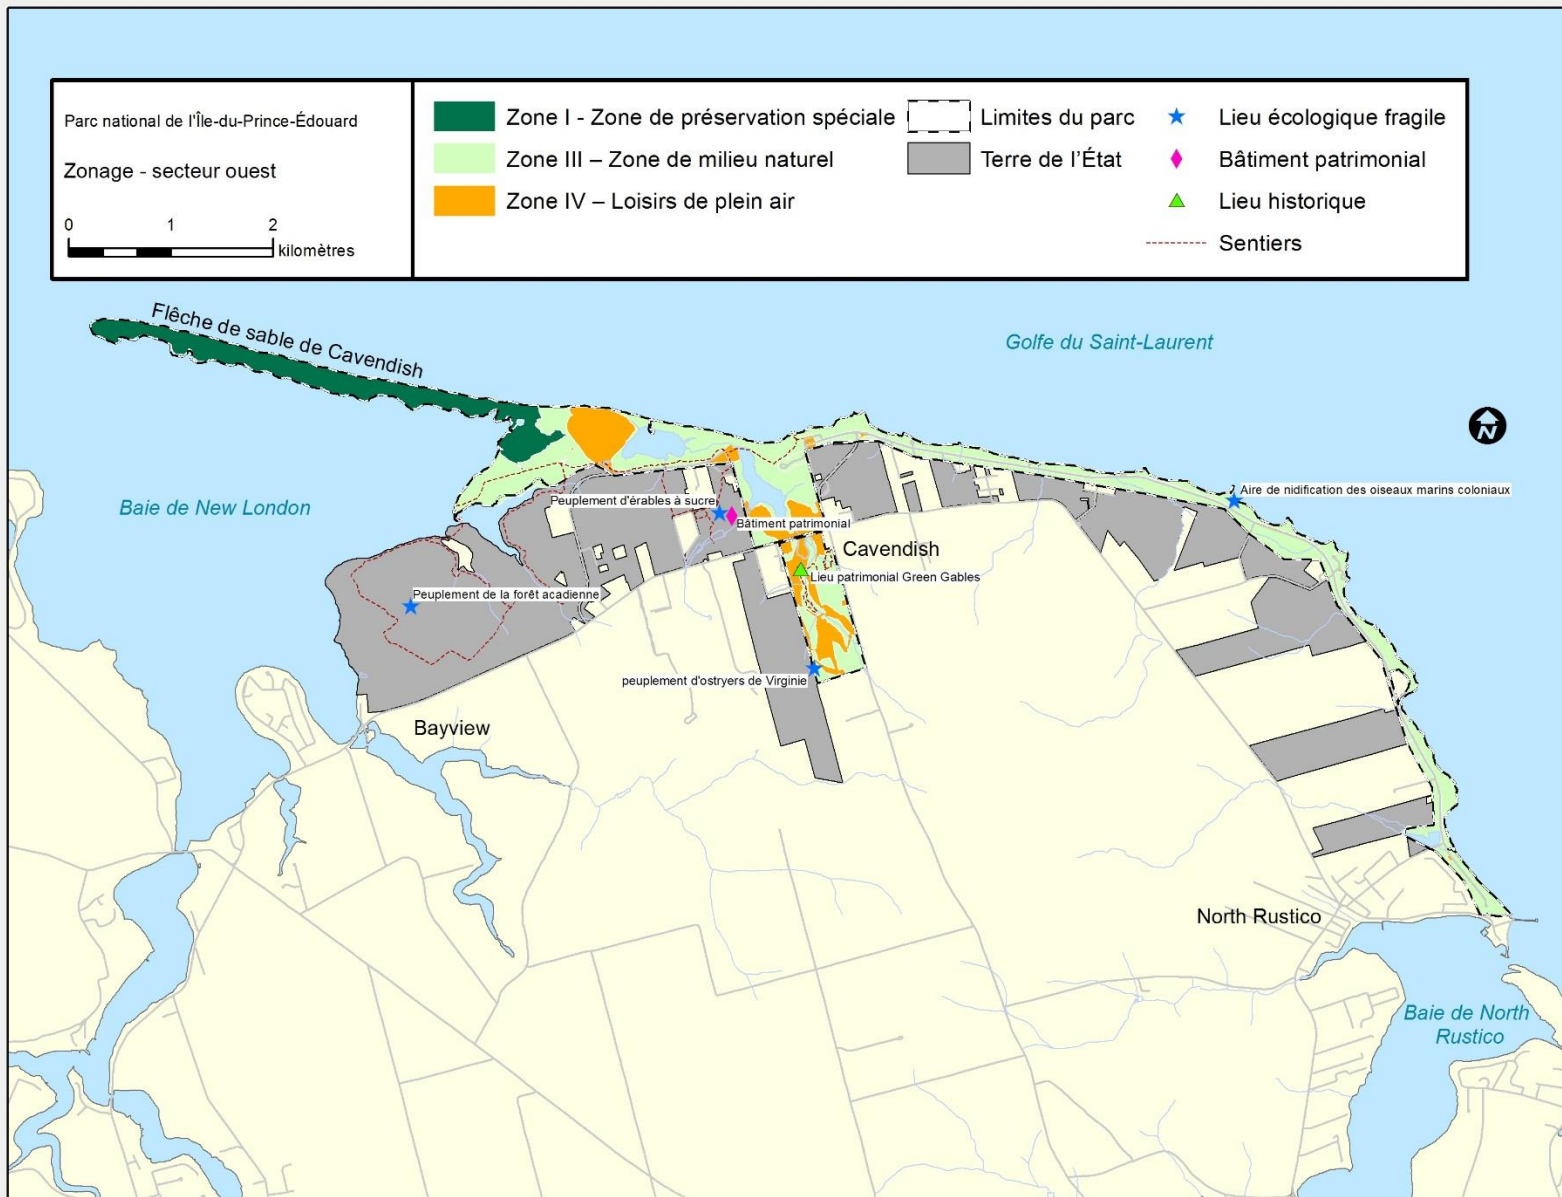 Parc national de l'Île-du-Prince-Édouard
Zonage - secteur ouest
0 1 2
kilomètres
Zone I - Zone de préservation spéciale
Zone III – Zone de milieu naturel
Zone IV – Loisirs de plein air
Limites du parc
Terre de l'État
Lieu écologique fragile
Bâtiment patrimonial
Lieu historique
Sentiers
Flêche de sable de Cavendish
Golfe du Saint-Laurent
N
Baie de New London
Peuplement d'érables à sucre
Bâtiment patrimonial
Aire de nidification des oiseaux marins coloniaux
Cavendish
Lieu patrimonial Green Gables
Peuplement de la forêt acadienne
peuplement d'ostryers de Virginie
Bayview
North Rustico
Baie de North
Rustico